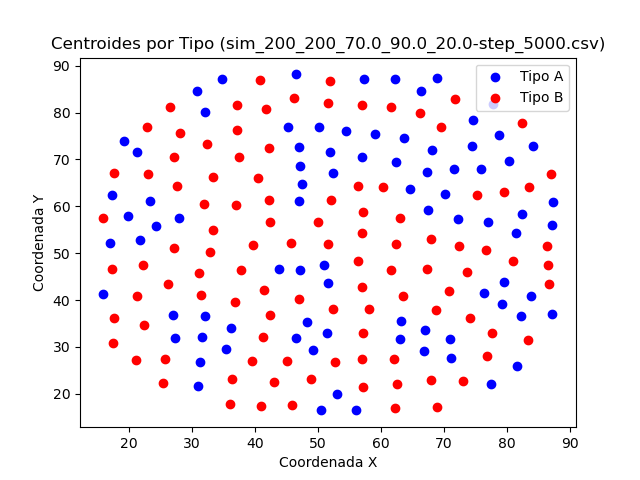 Centroides por Tipo (sim_200_200_70.0_90.0_20.0-step_5000.csv)
Tipo A
Tipo B
90
80
70
60
50
40
30
20
Coordenada Y
20 30 40 50 60 70 80 90
Coordenada X